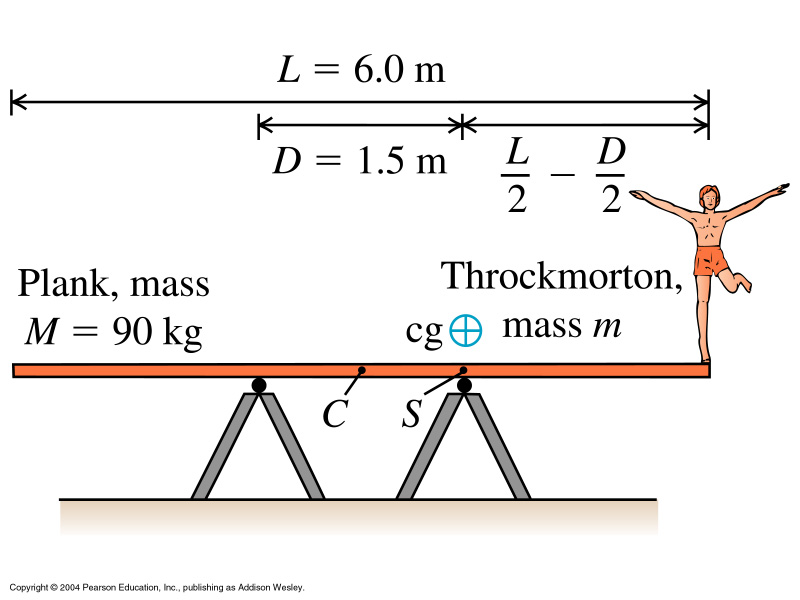 L = 6.0 m
D = 1.5 m
L/2 − D/2
Plank, mass
M = 90 kg
Throckmorton,
mass m
cg
C
S
Copyright © 2004 Pearson Education, Inc., publishing as Addison Wesley.